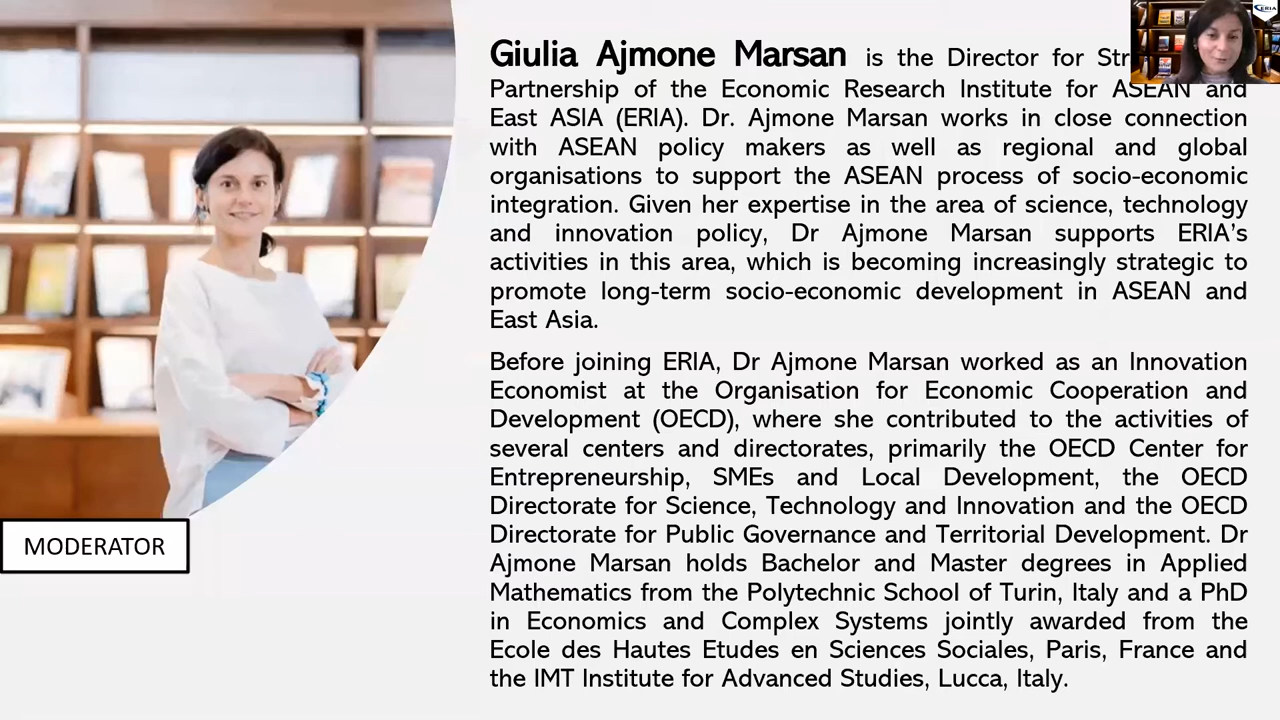 Giulia Ajmone Marsan is the Director for
Partnership of the Economic Research Institute for ASEAN and
East ASIA (ERIA). Dr. Ajmone Marsan works in close connection
with ASEAN policy makers as well as regional and global
organisations to support the ASEAN process of socio-economic
integration. Given her expertise in the area of science, technology
and innovation policy, Dr Ajmone Marsan supports ERIA's
activities in this area, which is becoming increasingly strategic to
promote long-term socio-economic development in ASEAN and
East Asia.
Before joining ERIA, Dr Ajmone Marsan worked as an Innovation
Economist at the Organisation for Economic Cooperation and
Development (OECD), where she contributed to the activities of
several centers and directorates, primarily the OECD Center for
Entrepreneurship, SMEs and Local Development, the OECD
Directorate for Science, Technology and Innovation and the OECD
Directorate for Public Governance and Territorial Development. Dr
Ajmone Marsan holds Bachelor and Master degrees in Applied
Mathematics from the Polytechnic School of Turin, Italy and a PhD
in Economics and Complex Systems jointly awarded from the
Ecole des Hautes Etudes en Sciences Sociales, Paris, France and
the IMT Institute for Advanced Studies, Lucca, Italy.
MODERATOR
ERIA